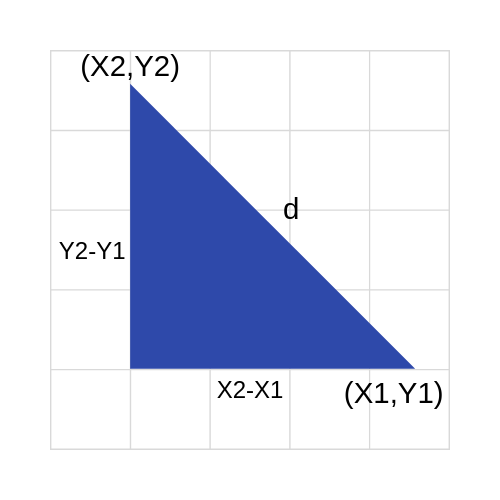 (X2,Y2)
d
Y2-Y1
X2-X1
(X1,Y1)